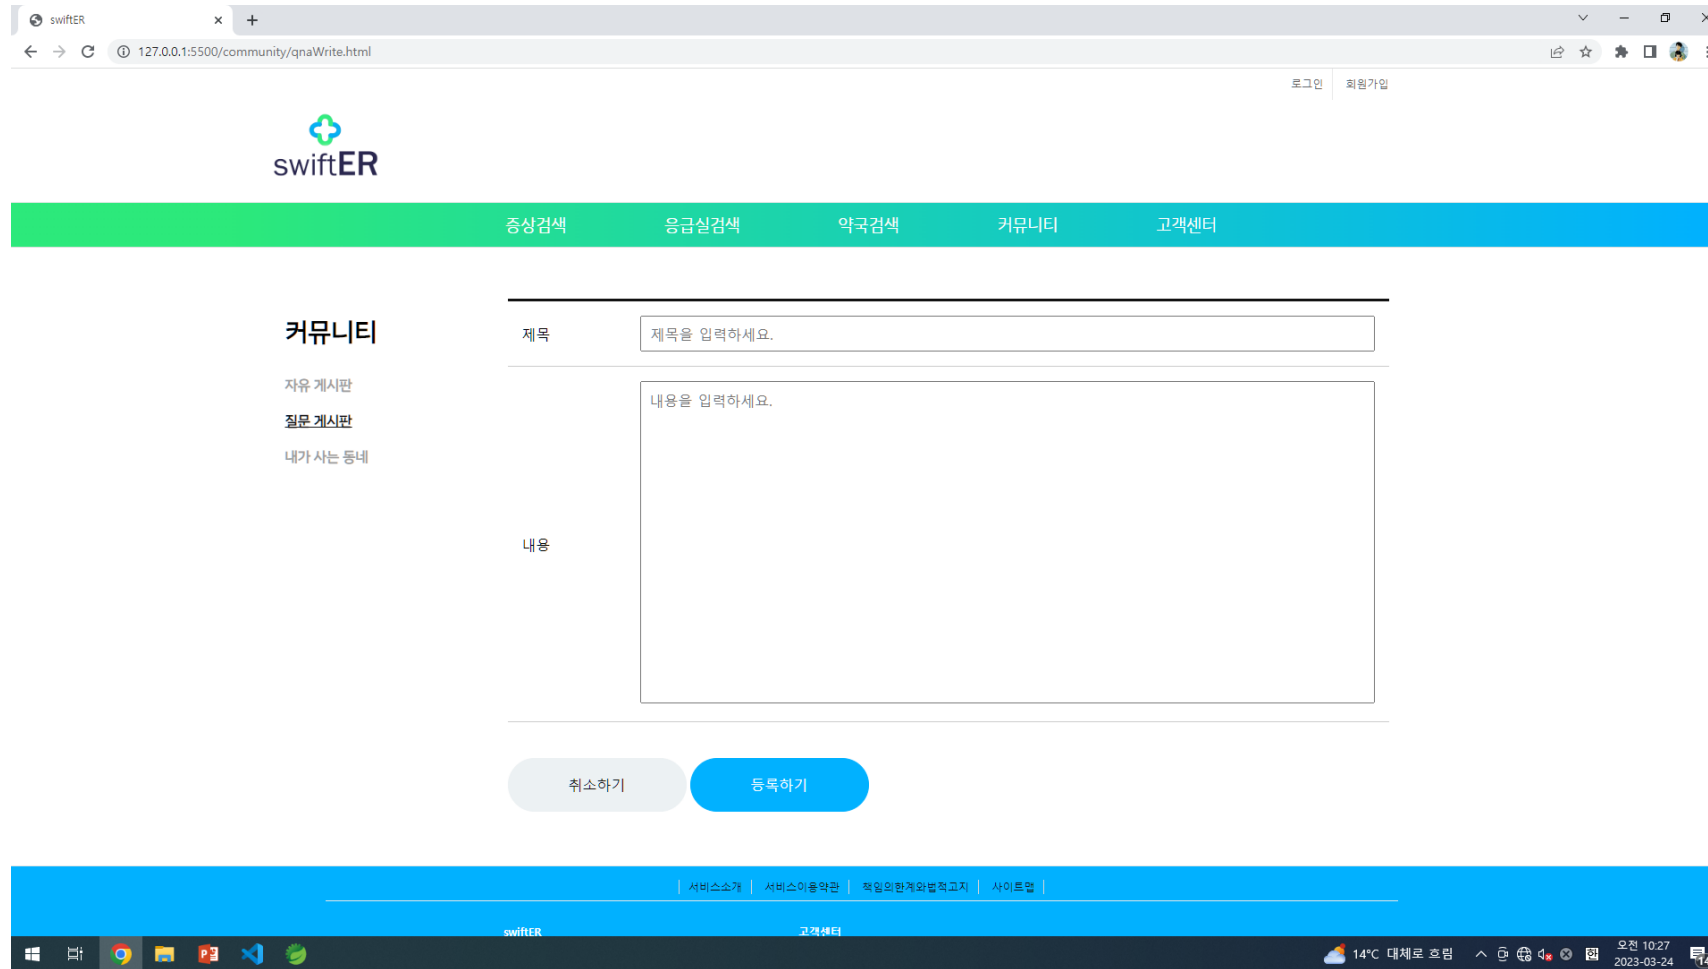 swiftER
127.0.0.1:5500/community/qnaWrite.html
로그인 회원가입
swiftER
증상검색 응급실검색 약국검색 커뮤니티 고객센터
커뮤니티
자유 게시판
질문 게시판
내가 사는 동네
제목 제목을 입력하세요.
내용 내용을 입력하세요.
취소하기 등록하기
서비스소개 서비스이용약관 책임의한계와법적고지 사이트맵
swiftER 고객센터
14°C 대체로 흐림 한 오전 10:27
2023-03-24